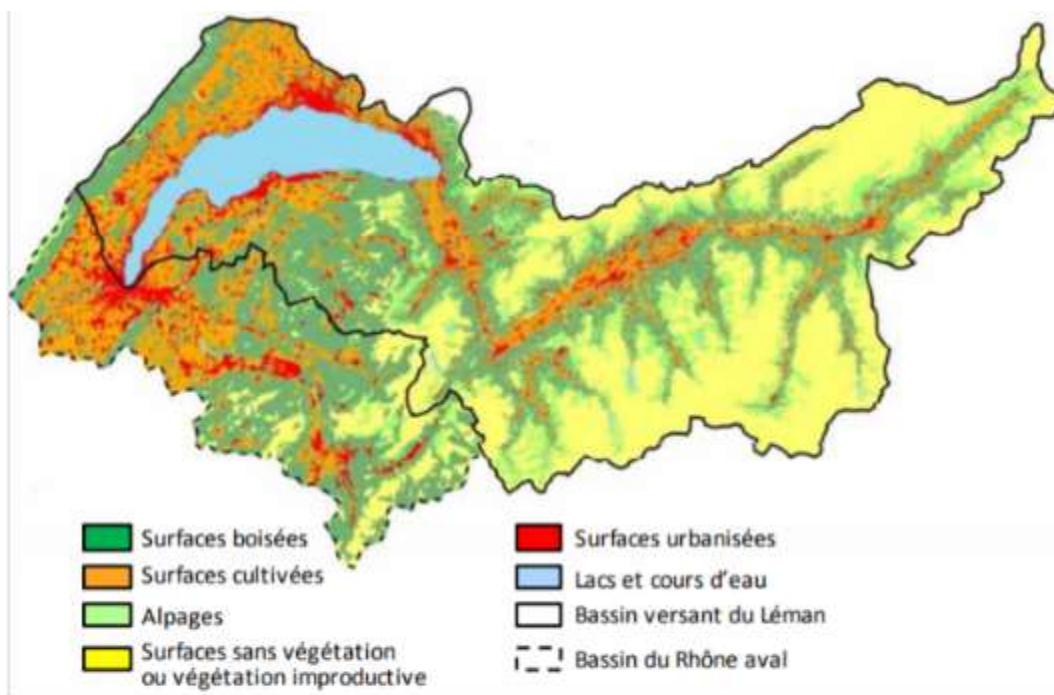 Surfaces boisées
Surfaces cultivées
Alpages
Surfaces sans végétation
ou végétation improductive
Surfaces urbanisées
Lacs et cours d'eau
Bassin versant du Léman
Bassin du Rhône aval